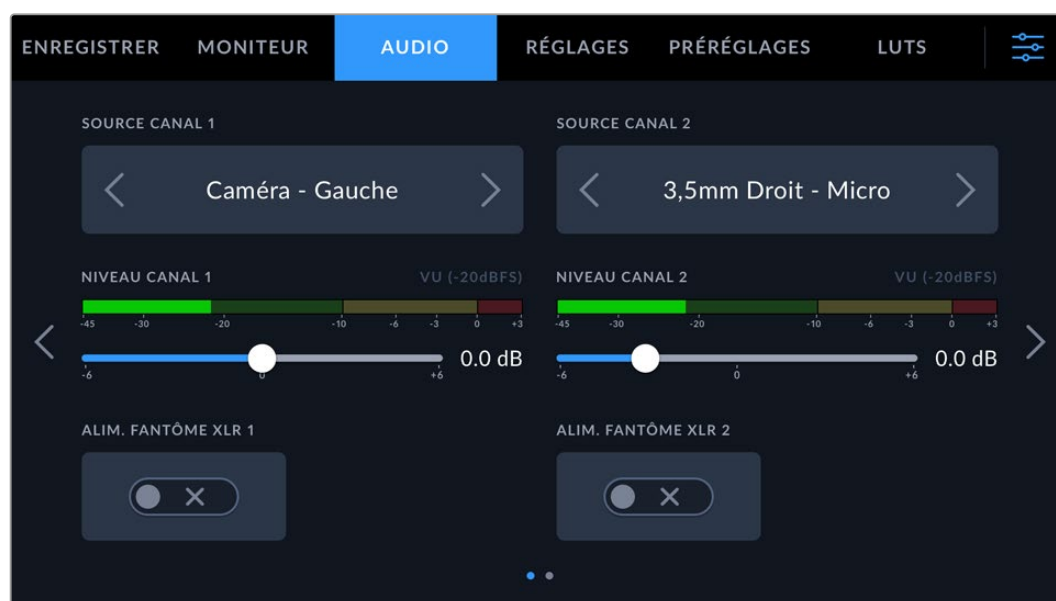 ENREGISTRER MONITEUR AUDIO RÉGLAGES PRÉRÉGLAGES LUTS
SOURCE CANAL 1 SOURCE CANAL 2
Caméra - Gauche 3,5mm Droit - Micro
NIVEAU CANAL 1 VU (-20dBFS) NIVEAU CANAL 2 VU (-20dBFS)
-45 -30 -20 -10 -6 -3 0 +3 -45 -30 -20 -10 -6 -3 0 +3
0.0 dB 0.0 dB
-6 0 +6 -6 0 +6
ALIM. FANTÔME XLR 1 ALIM. FANTÔME XLR 2